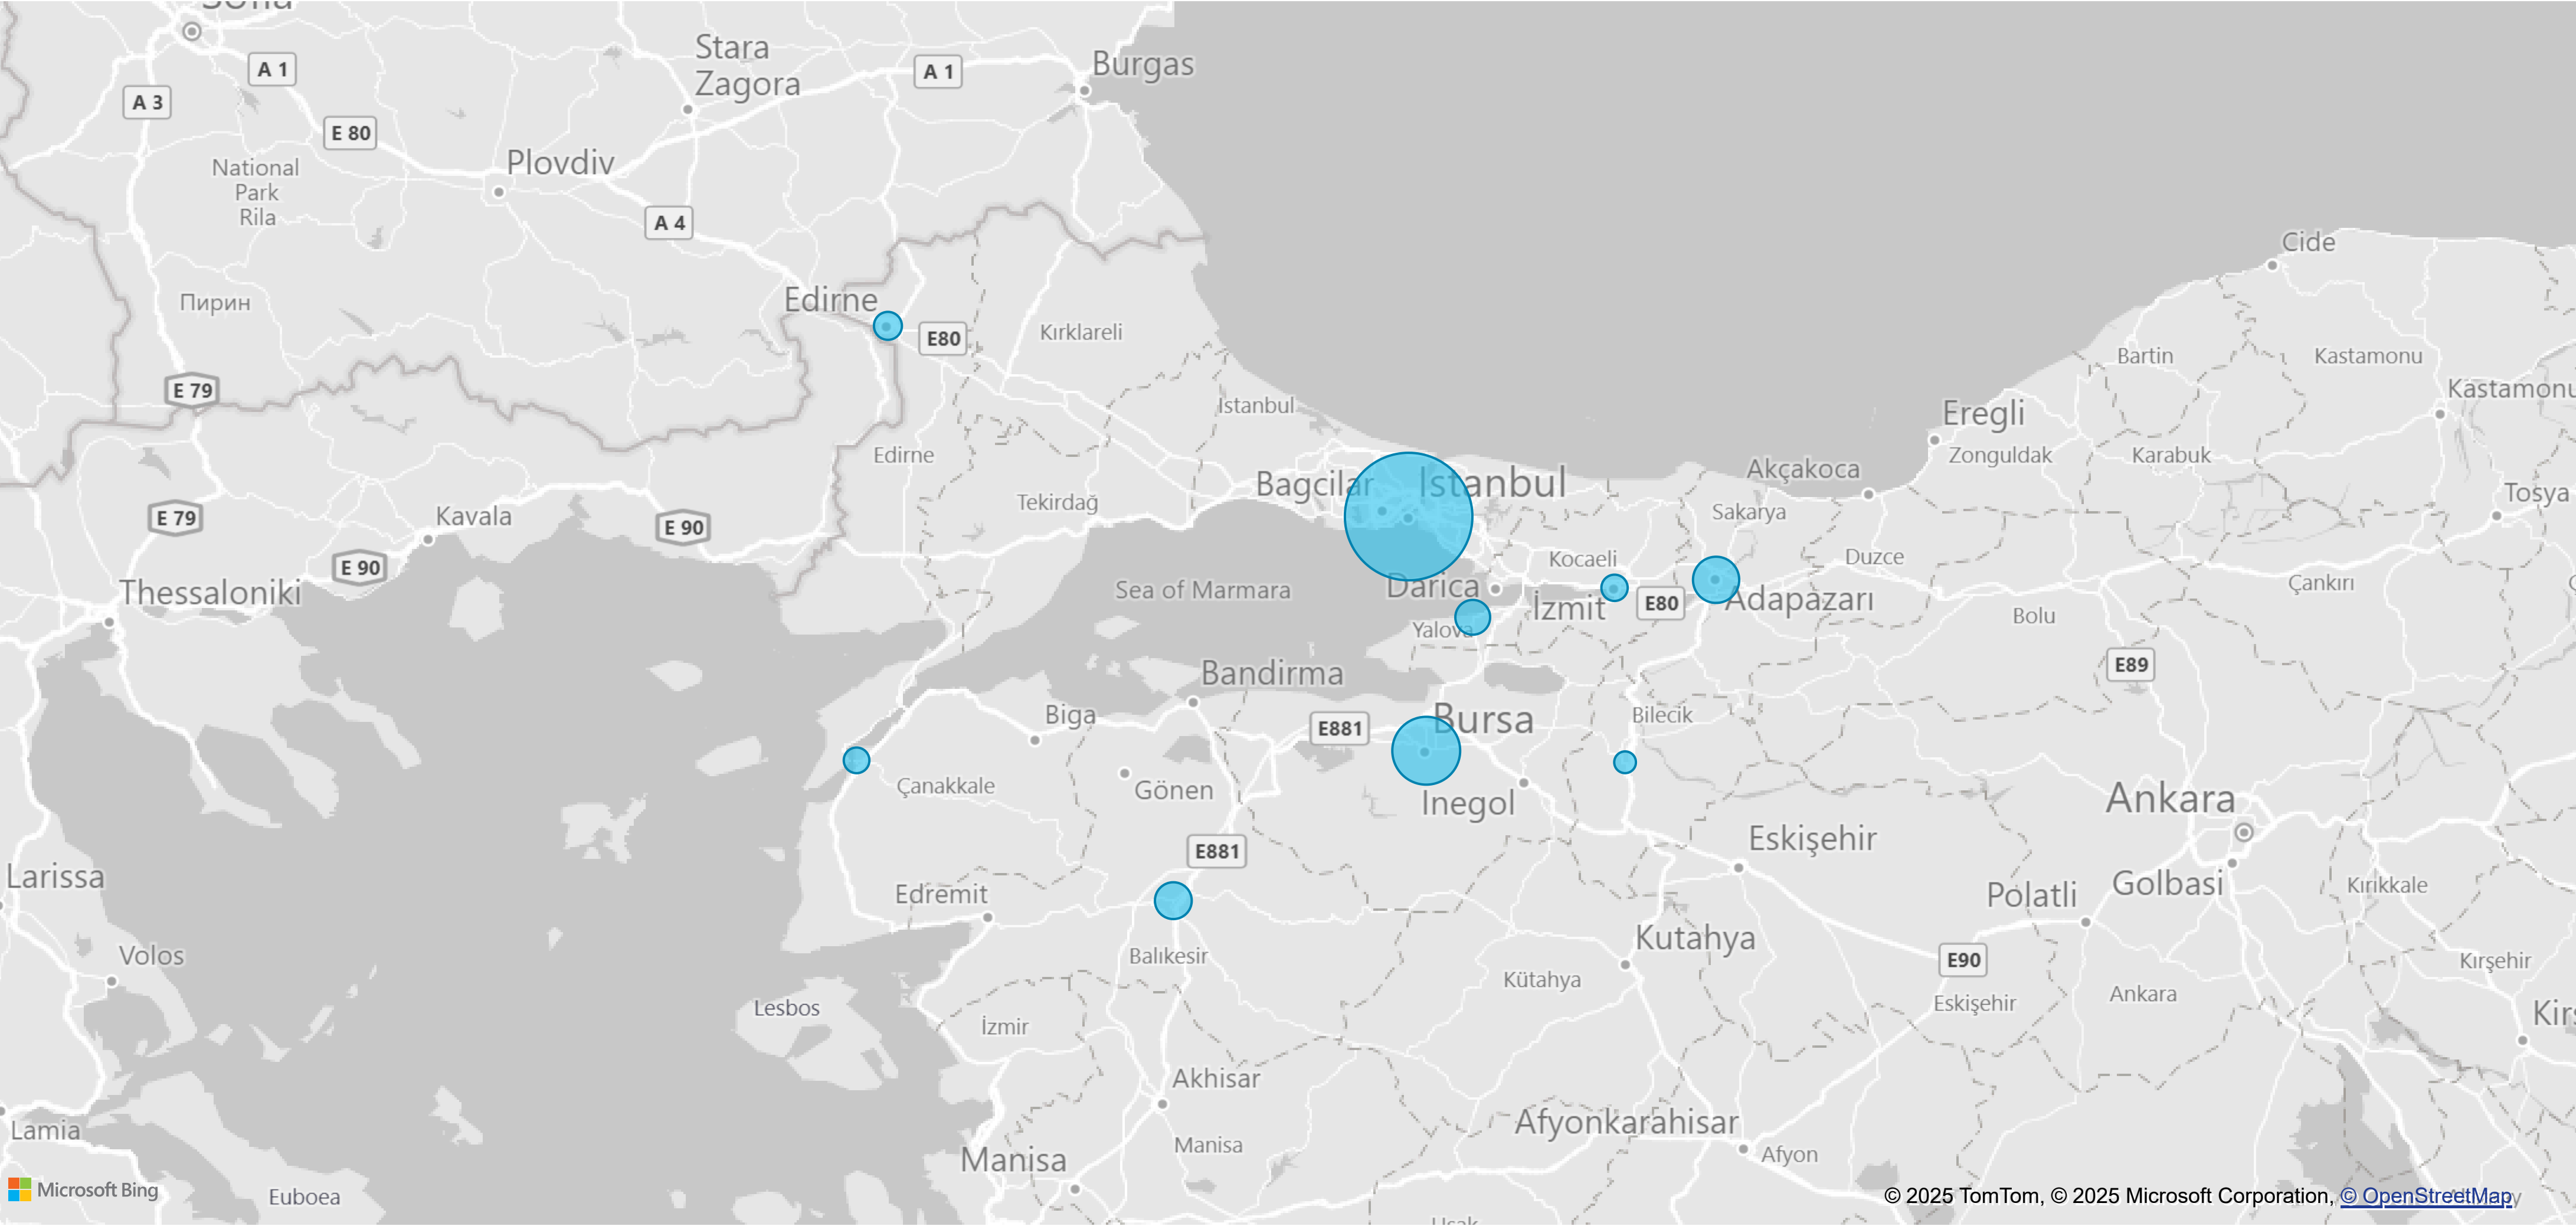 Sofia
A 1
A 3
E 80
Stara
Zagora
A 1
Burgas
National
Park
Rila
Plovdiv
A 4
Cide
Пирин
Edirne
E80
Kırklareli
Bartin
Kastamonu
E 79
Kastamonu
Istanbul
Eregli
Edirne
Zonguldak
Karabuk
Bagcilar
Istanbul
Akçakoca
Tekirdağ
Tosya
E 79
Kavala
E 90
Sakarya
Kocaeli
Duzce
E 90
Sea of Marmara
Darica
Çankırı
Thessaloniki
İzmit
E80
Adapazarı
Yalova
Bolu
Bandirma
E89
Biga
E881
Bursa
Bilecik
Çanakkale
Gönen
Inegol
Ankara
E881
Eskişehir
Larissa
Edremit
Polatli
Golbasi
Kırıkkale
Volos
Balıkesir
Kutahya
E90
Kırşehir
Kütahya
Lesbos
Eskişehir
Ankara
İzmir
Kirş
Akhisar
Lamia
Manisa
Afyonkarahisar
Manisa
Afyon
Microsoft Bing
Euboea
© 2025 TomTom, © 2025 Microsoft Corporation, © OpenStreetMap